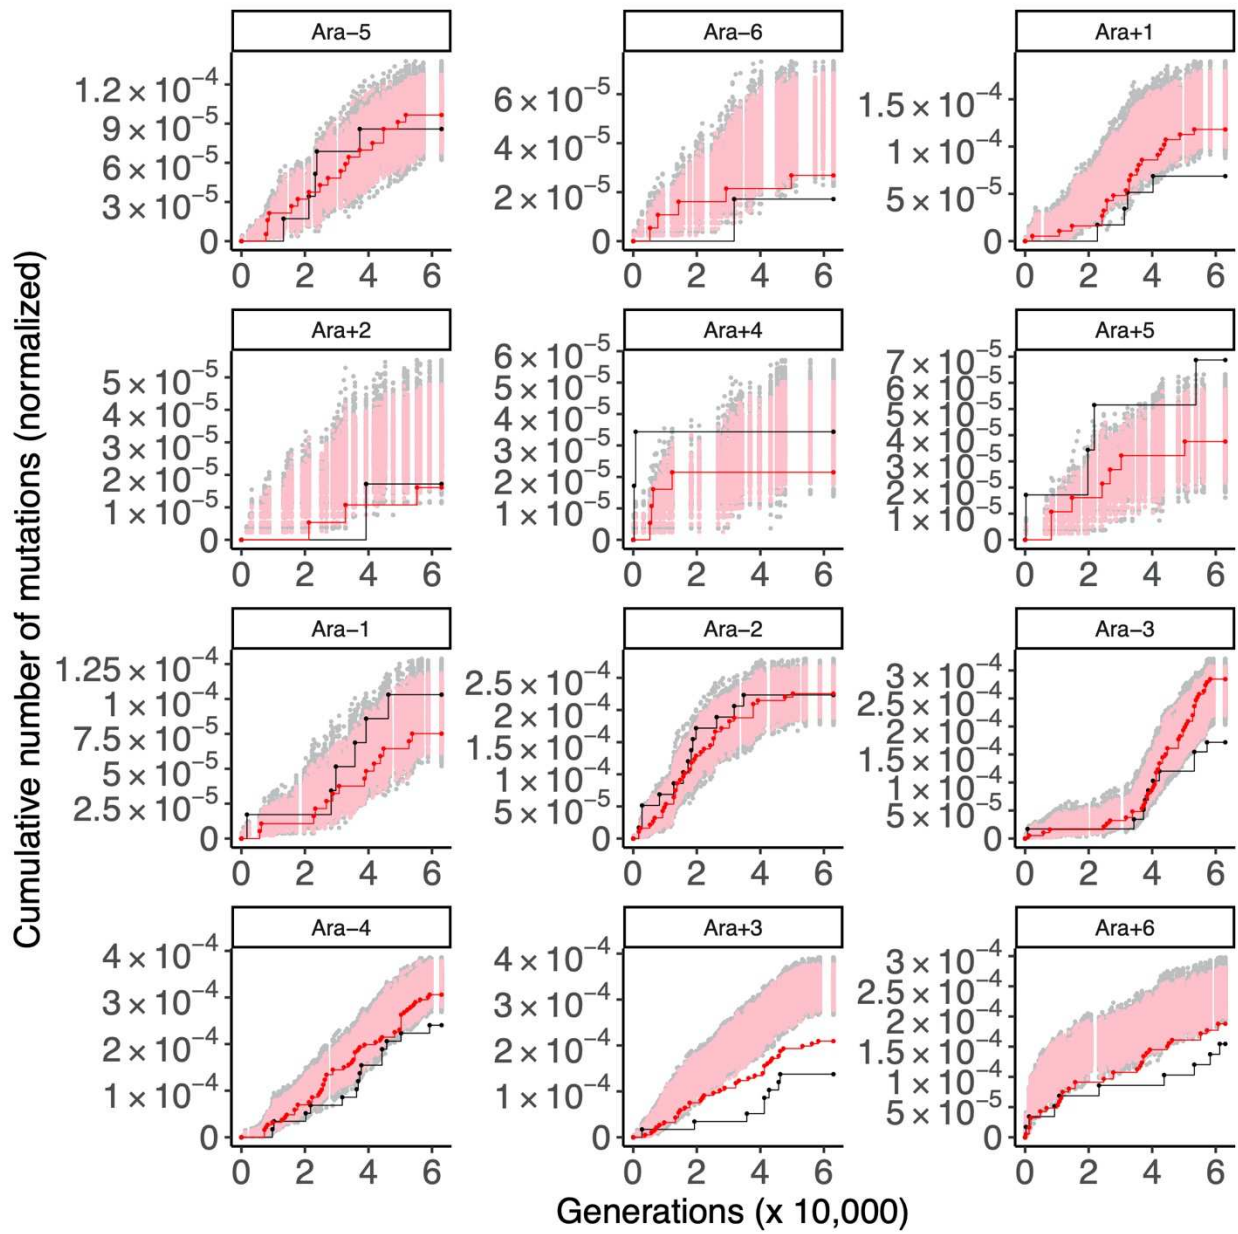 Cumulative number of mutations (normalized)
Ara−5
1.2 × 10⁻⁴
9 × 10⁻⁵
6 × 10⁻⁵
3 × 10⁻⁵
0
0 2 4 6
Ara−6
6 × 10⁻⁵
4 × 10⁻⁵
2 × 10⁻⁵
0
0 2 4 6
Ara+1
1.5 × 10⁻⁴
1 × 10⁻⁴
5 × 10⁻⁵
0
0 2 4 6
Ara+2
5 × 10⁻⁵
4 × 10⁻⁵
3 × 10⁻⁵
2 × 10⁻⁵
1 × 10⁻⁵
0
0 2 4 6
Ara+4
6 × 10⁻⁵
5 × 10⁻⁵
4 × 10⁻⁵
3 × 10⁻⁵
2 × 10⁻⁵
1 × 10⁻⁵
0
0 2 4 6
Ara+5
7 × 10⁻⁵
6 × 10⁻⁵
5 × 10⁻⁵
4 × 10⁻⁵
3 × 10⁻⁵
2 × 10⁻⁵
1 × 10⁻⁵
0
0 2 4 6
Ara−1
1.25 × 10⁻⁴
1 × 10⁻⁴
7.5 × 10⁻⁵
5 × 10⁻⁵
2.5 × 10⁻⁵
0
0 2 4 6
Ara−2
2.5 × 10⁻⁴
2 × 10⁻⁴
1.5 × 10⁻⁴
1 × 10⁻⁴
5 × 10⁻⁵
0
0 2 4 6
Ara−3
3 × 10⁻⁴
2.5 × 10⁻⁴
2 × 10⁻⁴
1.5 × 10⁻⁴
1 × 10⁻⁴
5 × 10⁻⁵
0
0 2 4 6
Ara−4
4 × 10⁻⁴
3 × 10⁻⁴
2 × 10⁻⁴
1 × 10⁻⁴
0
0 2 4 6
Ara+3
4 × 10⁻⁴
3 × 10⁻⁴
2 × 10⁻⁴
1 × 10⁻⁴
0
0 2 4 6
Ara+6
3 × 10⁻⁴
2.5 × 10⁻⁴
2 × 10⁻⁴
1.5 × 10⁻⁴
1 × 10⁻⁴
5 × 10⁻⁵
0
0 2 4 6
Generations (x 10,000)